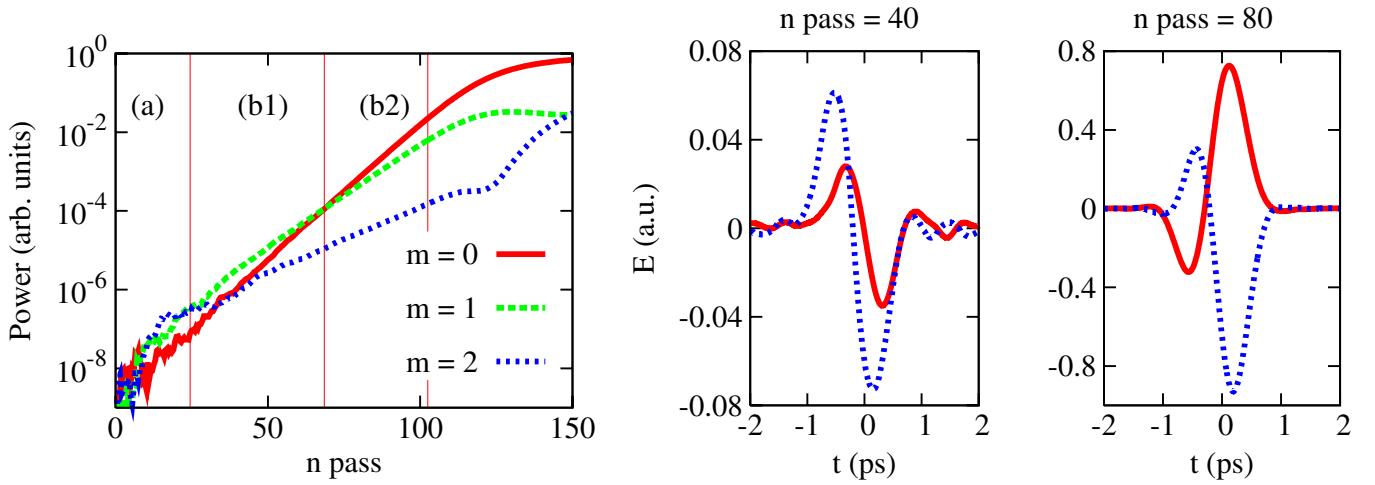 n pass = 40
n pass = 80
10^0
10^-2
10^-4
10^-6
10^-8
Power (arb. units)
(a)
(b1)
(b2)
m = 0
m = 1
m = 2
0
50
100
150
n pass
0.08
0.04
0
-0.04
-0.08
E (a.u.)
-2
-1
0
1
2
t (ps)
0.8
0.4
0
-0.4
-0.8
-2
-1
0
1
2
t (ps)